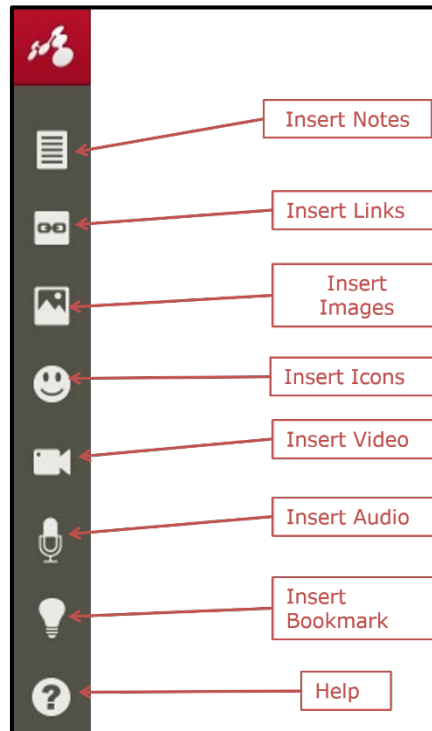 Insert Notes
Insert Links
Insert
Images
Insert Icons
Insert Video
Insert Audio
Insert
Bookmark
?
Help